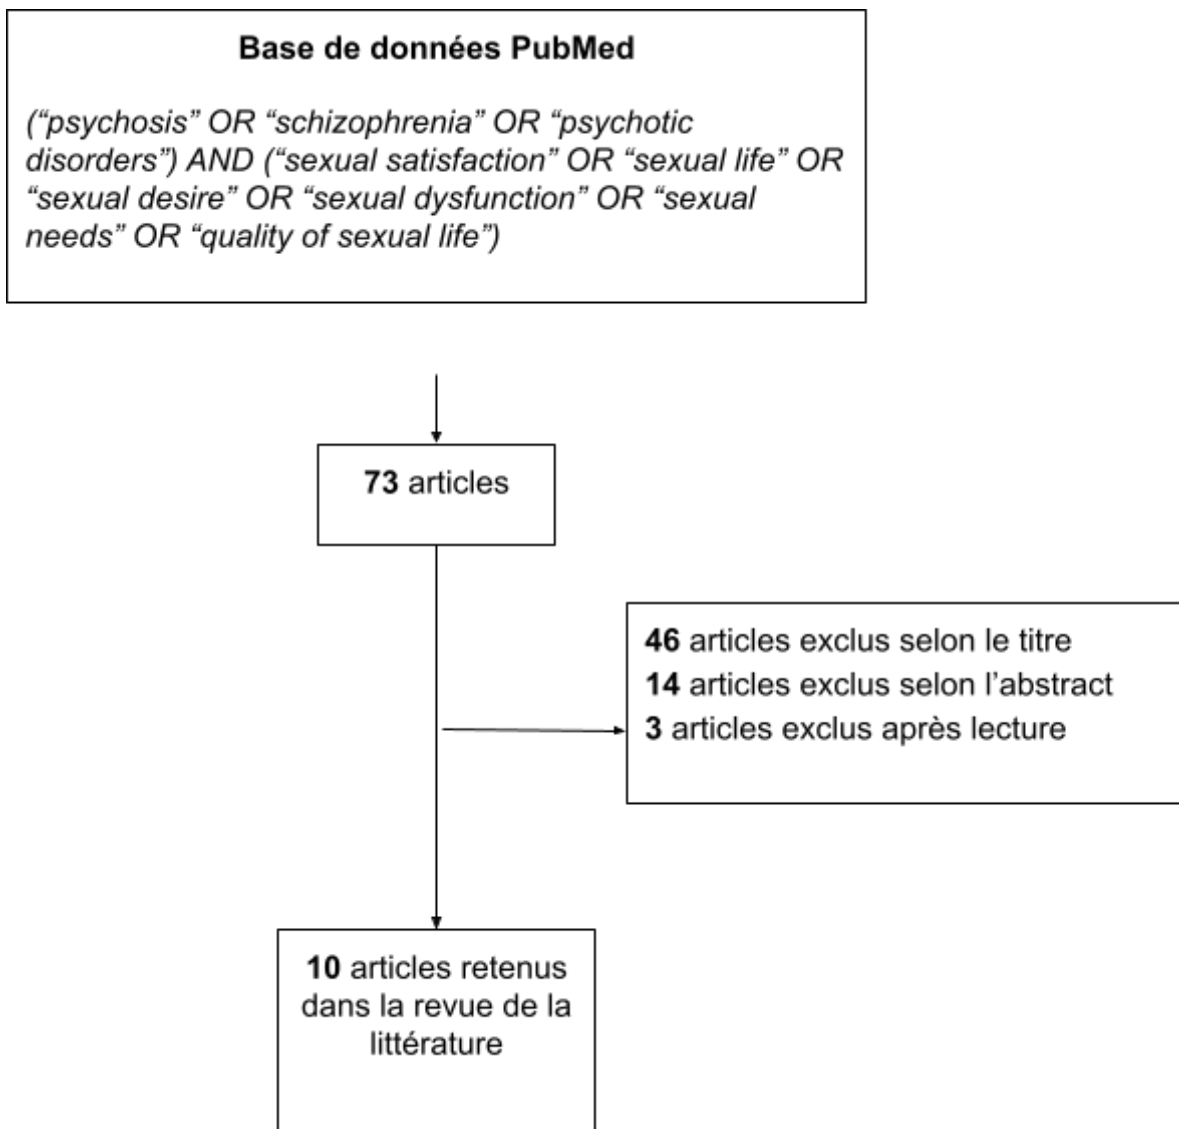 Base de données PubMed
(“psychosis” OR “schizophrenia” OR “psychotic
disorders”) AND (“sexual satisfaction” OR “sexual life” OR
“sexual desire” OR “sexual dysfunction” OR “sexual
needs” OR “quality of sexual life”)
73 articles
46 articles exclus selon le titre
14 articles exclus selon l’abstract
3 articles exclus après lecture
10 articles retenus
dans la revue de la
littérature